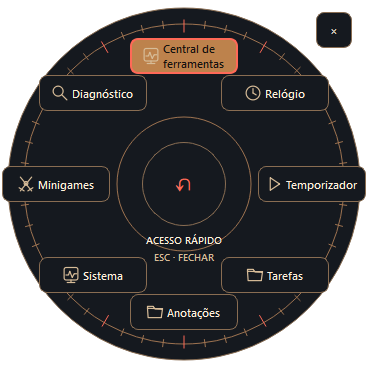 ×
Central de
ferramentas
Diagnóstico
Relógio
Minigames
Temporizador
ACESSO RÁPIDO
ESC · FECHAR
Sistema
Tarefas
Anotações